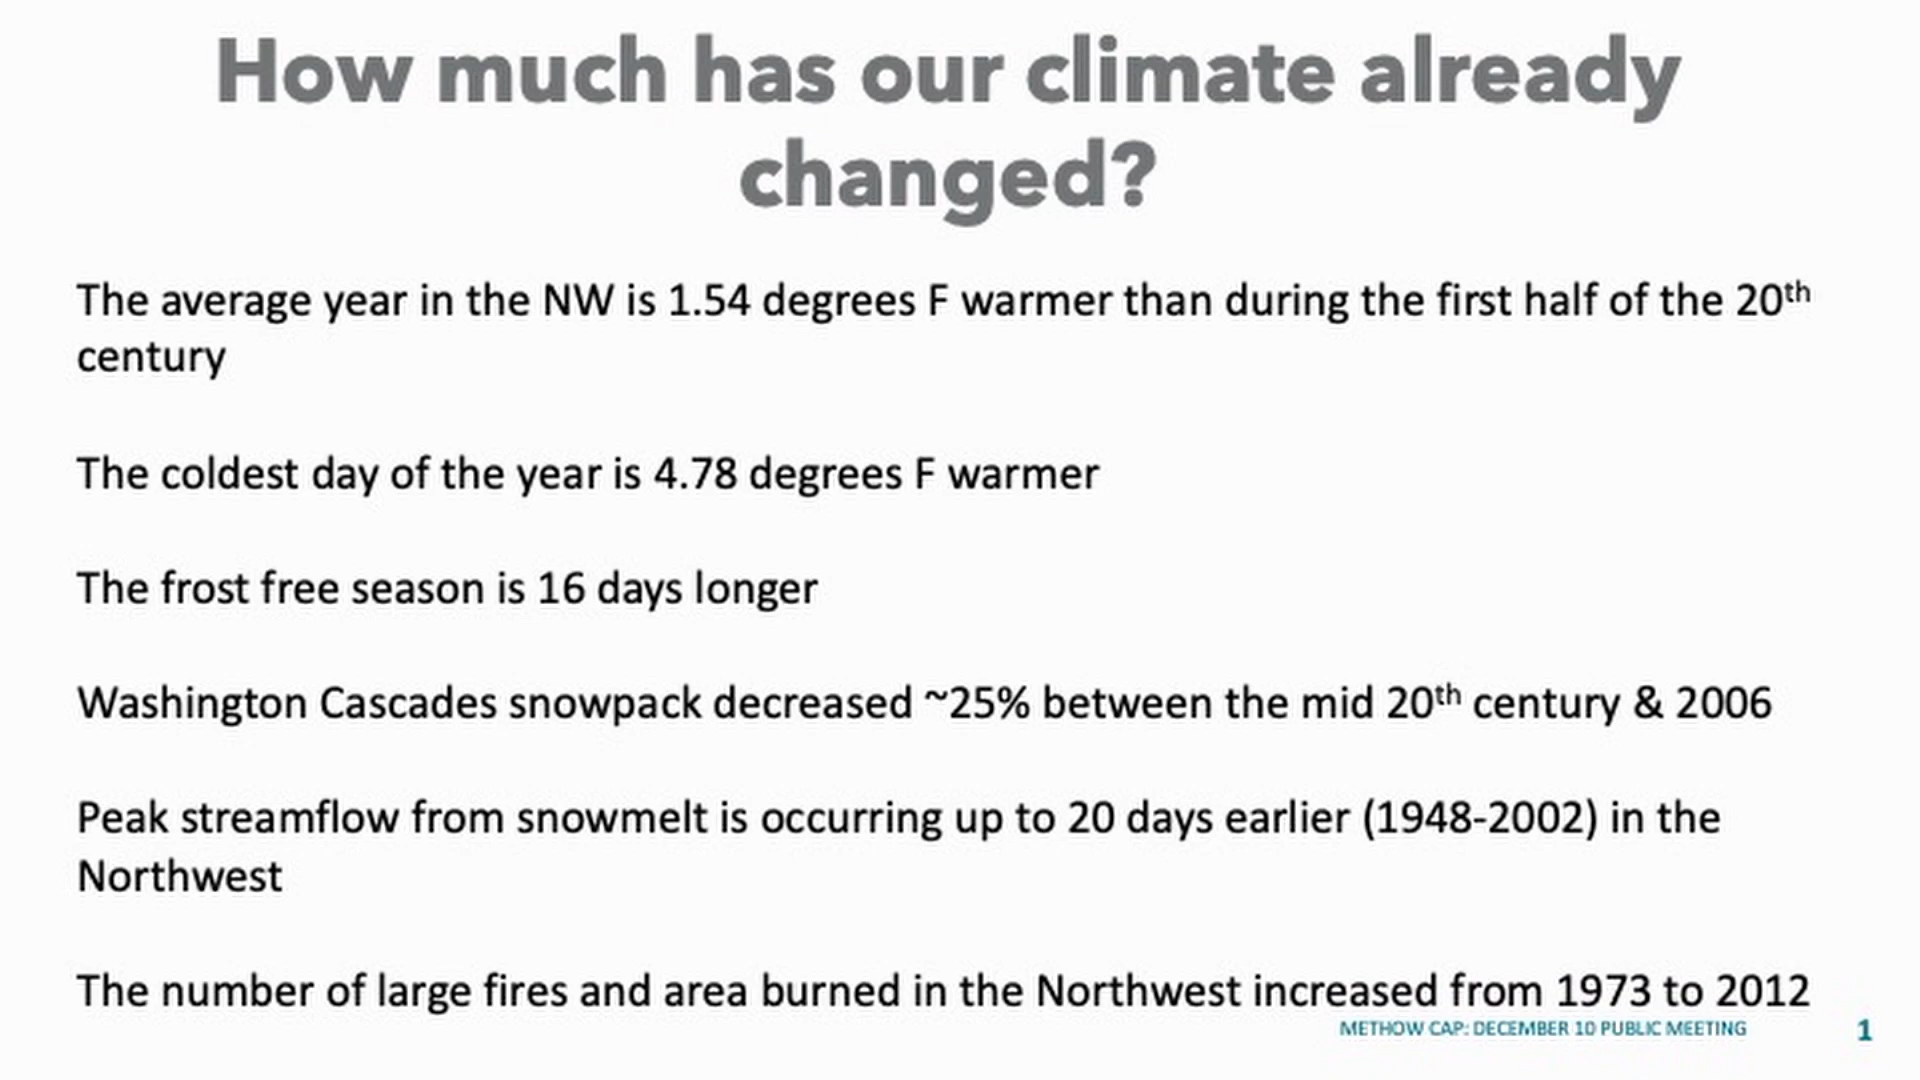 How much has our climate already
changed?
The average year in the NW is 1.54 degrees F warmer than during the first half of the 20th
century
The coldest day of the year is 4.78 degrees F warmer
The frost free season is 16 days longer
Washington Cascades snowpack decreased ~25% between the mid 20th century & 2006
Peak streamflow from snowmelt is occurring up to 20 days earlier (1948-2002) in the
Northwest
The number of large fires and area burned in the Northwest increased from 1973 to 2012
METHOW CAP: DECEMBER 10 PUBLIC MEETING 1